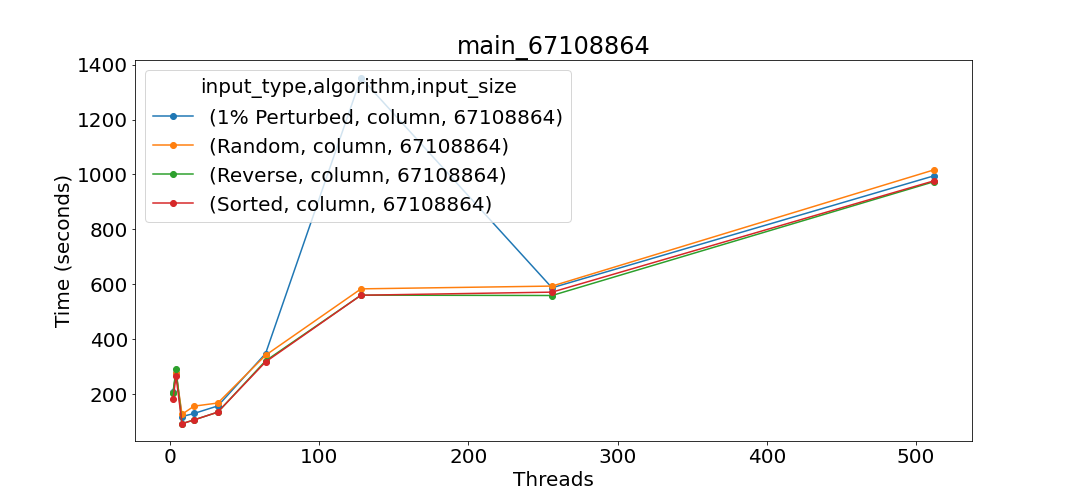 main_67108864
1400
1200
1000
800
600
400
200
Time (seconds)
input_type,algorithm,input_size
(1% Perturbed, column, 67108864)
(Random, column, 67108864)
(Reverse, column, 67108864)
(Sorted, column, 67108864)
0 100 200 300 400 500
Threads